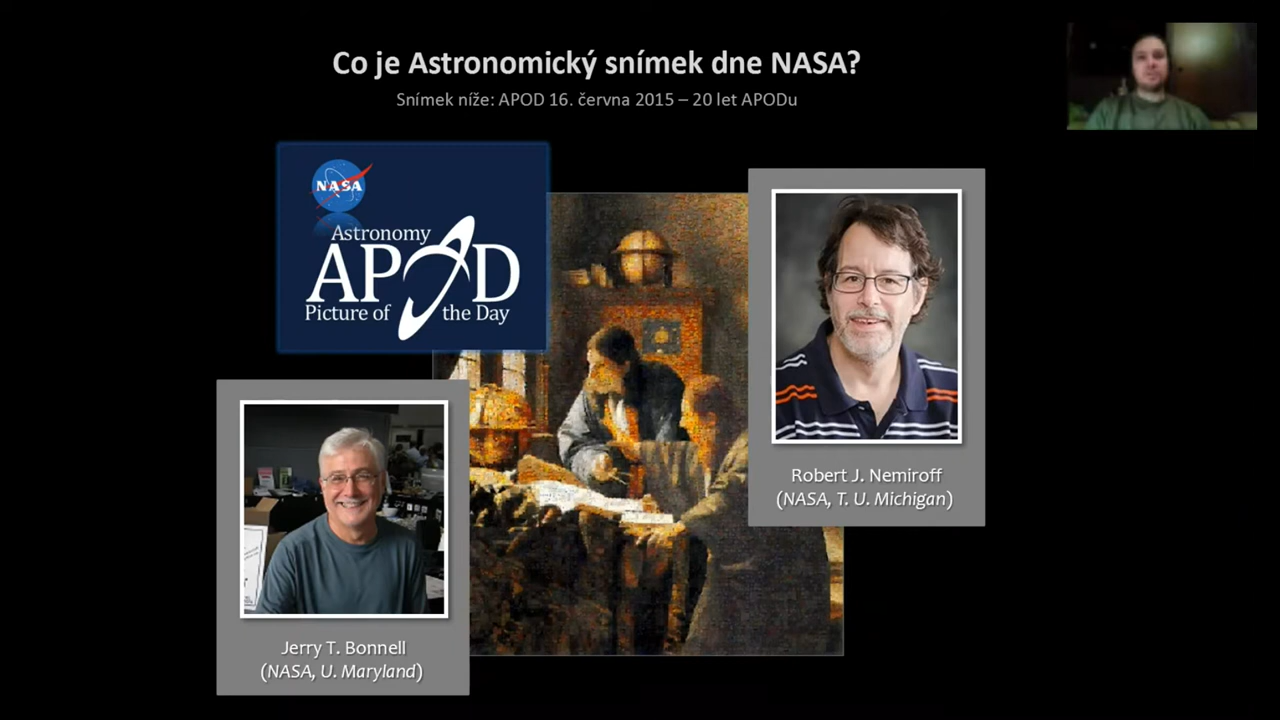 Co je Astronomický snímek dne NASA?
Snímek níže: APOD 16. června 2015 – 20 let APODu
NASA
Astronomy
APOD
Picture of the Day
Robert J. Nemiroff
(NASA, T. U. Michigan)
Jerry T. Bonnell
(NASA, U. Maryland)